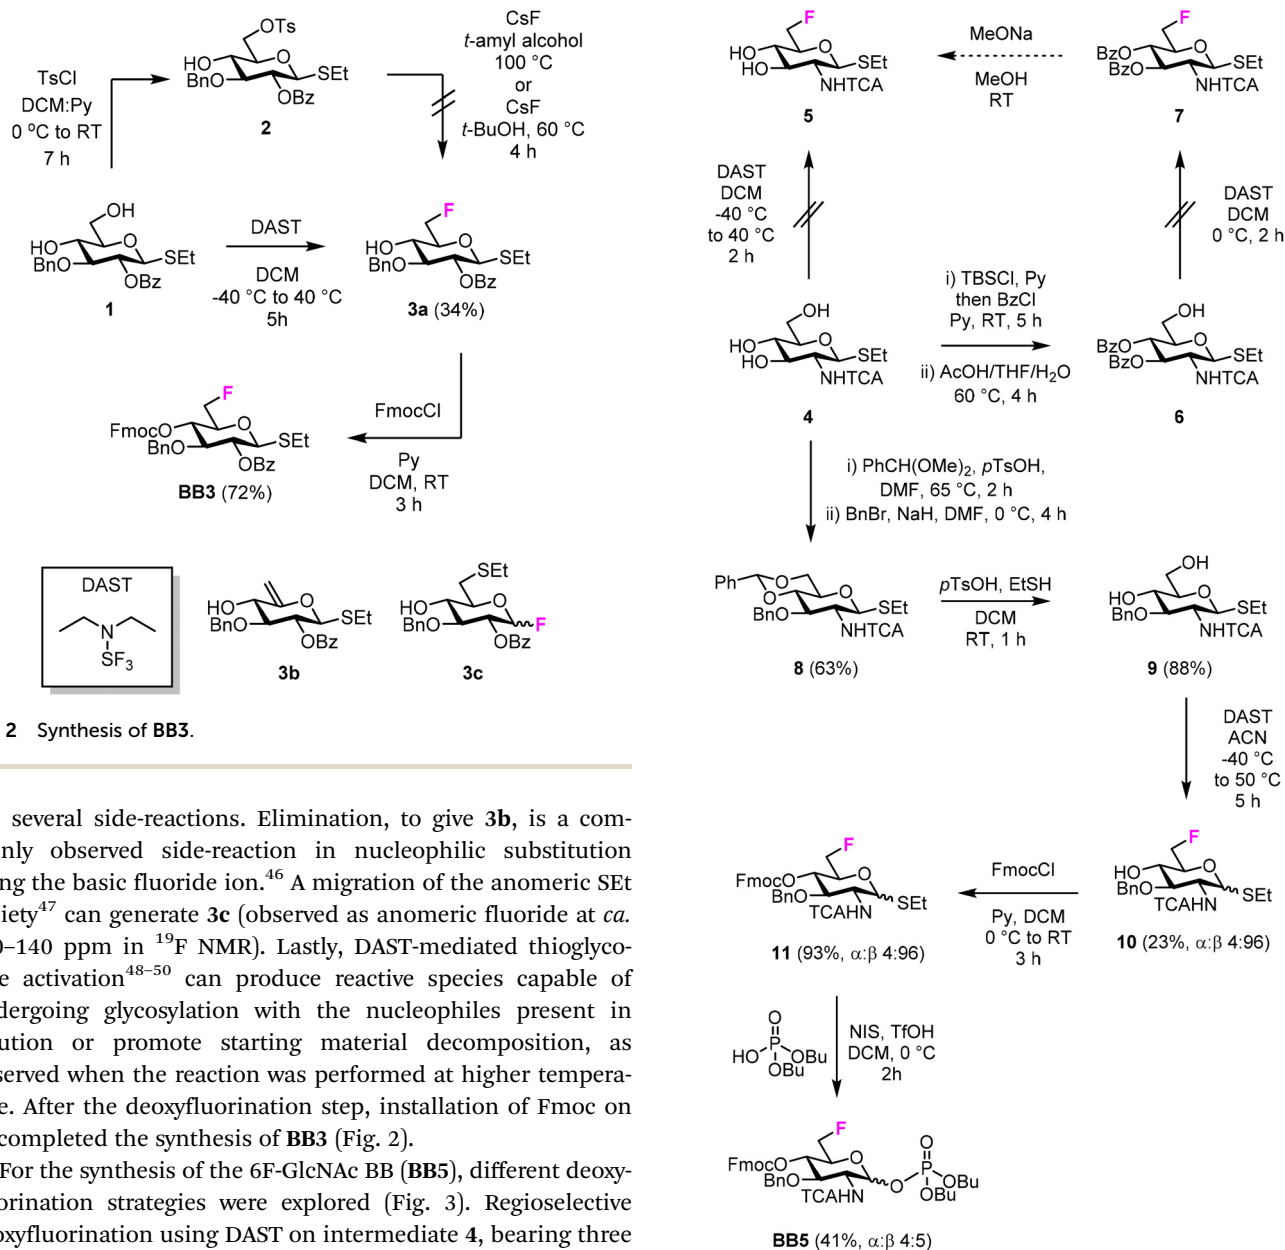 OTs
HO
O
BnO
SEt
OBz
2
TsCl
DCM:Py
0 °C to RT
7 h
CsF
t-amyl alcohol
100 °C
or
CsF
t-BuOH, 60 °C
4 h
OH
HO
O
BnO
SEt
OBz
1
DAST
DCM
-40 °C to 40 °C
5h
F
HO
O
BnO
SEt
OBz
3a (34%)
FmocCl
Py
DCM, RT
3 h
F
FmocO
O
BnO
SEt
OBz
BB3 (72%)
DAST
N
SF3
HO
O
BnO
SEt
OBz
3b
SEt
HO
O
BnO
F
OBz
3c
2 Synthesis of BB3.
several side-reactions. Elimination, to give 3b, is a com-
nly observed side-reaction in nucleophilic substitution
ng the basic fluoride ion.46 A migration of the anomeric SEt
iety47 can generate 3c (observed as anomeric fluoride at ca.
0–140 ppm in 19F NMR). Lastly, DAST-mediated thioglyco-
e activation48–50 can produce reactive species capable of
dergoing glycosylation with the nucleophiles present in
ution or promote starting material decomposition, as
served when the reaction was performed at higher tempera-
e. After the deoxyfluorination step, installation of Fmoc on
completed the synthesis of BB3 (Fig. 2).
For the synthesis of the 6F-GlcNAc BB (BB5), different deoxy-
orination strategies were explored (Fig. 3). Regioselective
oxyfluorination using DAST on intermediate 4, bearing three
F
HO
HO
O
SEt
NHTCA
5
MeONa
MeOH
RT
F
BzO
BzO
O
SEt
NHTCA
7
DAST
DCM
-40 °C
to 40 °C
2 h
DAST
DCM
0 °C, 2 h
OH
HO
HO
O
SEt
NHTCA
4
i) TBSCl, Py
then BzCl
Py, RT, 5 h
ii) AcOH/THF/H2O
60 °C, 4 h
OH
BzO
BzO
O
SEt
NHTCA
6
i) PhCH(OMe)2, pTsOH,
DMF, 65 °C, 2 h
ii) BnBr, NaH, DMF, 0 °C, 4 h
Ph
O
O
O
BnO
SEt
NHTCA
8 (63%)
pTsOH, EtSH
DCM
RT, 1 h
OH
HO
O
BnO
SEt
NHTCA
9 (88%)
DAST
ACN
-40 °C
to 50 °C
5 h
F
HO
O
BnO
TCAHN
SEt
10 (23%, α:β 4:96)
FmocCl
Py, DCM
0 °C to RT
3 h
F
FmocO
O
BnO
TCAHN
SEt
11 (93%, α:β 4:96)
O
HO
P
OBu
OBu
NIS, TfOH
DCM, 0 °C
2h
F
FmocO
O
BnO
TCAHN
O
O
P
OBu
OBu
BB5 (41%, α:β 4:5)